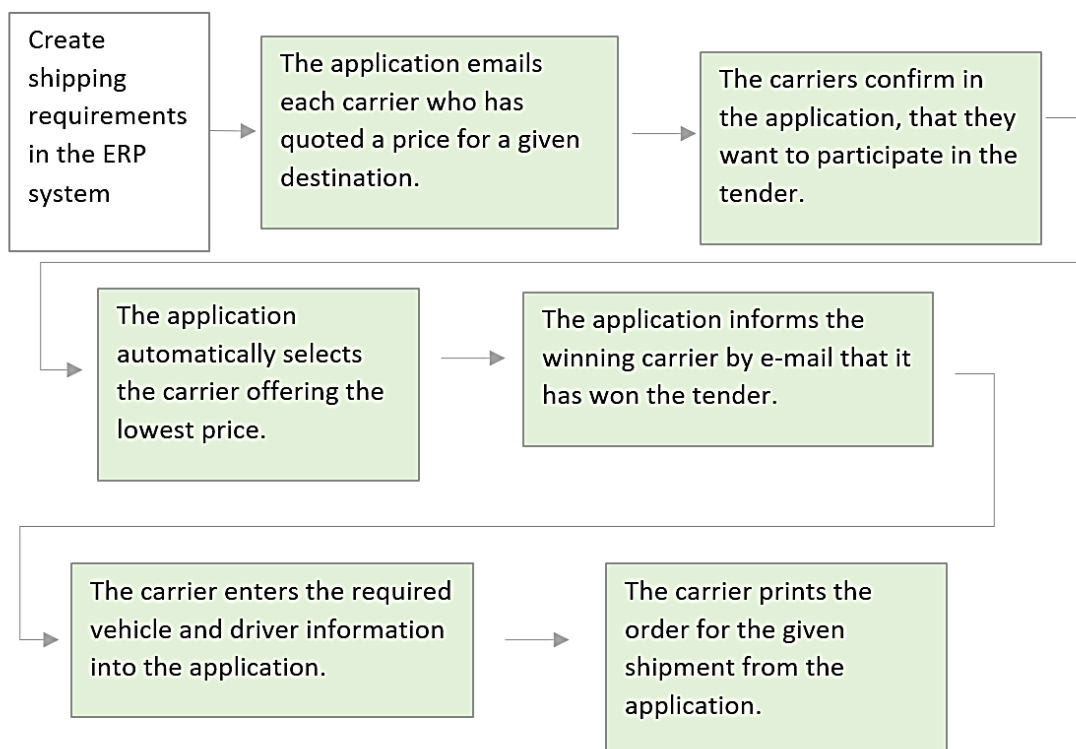 Create
shipping
requirements
in the ERP
system
The application emails
each carrier who has
quoted a price for a given
destination.
The carriers confirm in
the application, that they
want to participate in the
tender.
The application
automatically selects
the carrier offering the
lowest price.
The application informs the
winning carrier by e-mail that it
has won the tender.
The carrier enters the required
vehicle and driver information
into the application.
The carrier prints the
order for the given
shipment from the
application.